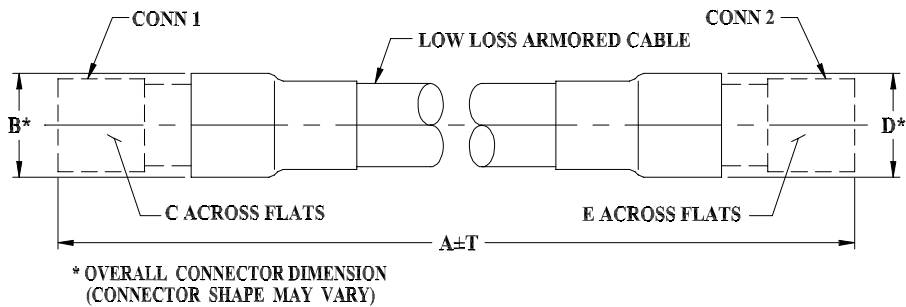 CONN 1
CONN 2
LOW LOSS ARMORED CABLE
B*
D*
C ACROSS FLATS
E ACROSS FLATS
A±T
* OVERALL CONNECTOR DIMENSION
(CONNECTOR SHAPE MAY VARY)